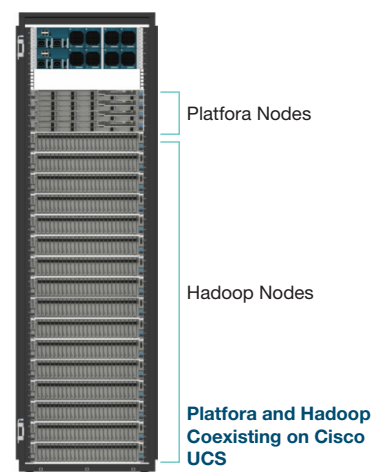 Platfora Nodes
Hadoop Nodes
Platfora and Hadoop
Coexisting on Cisco
UCS